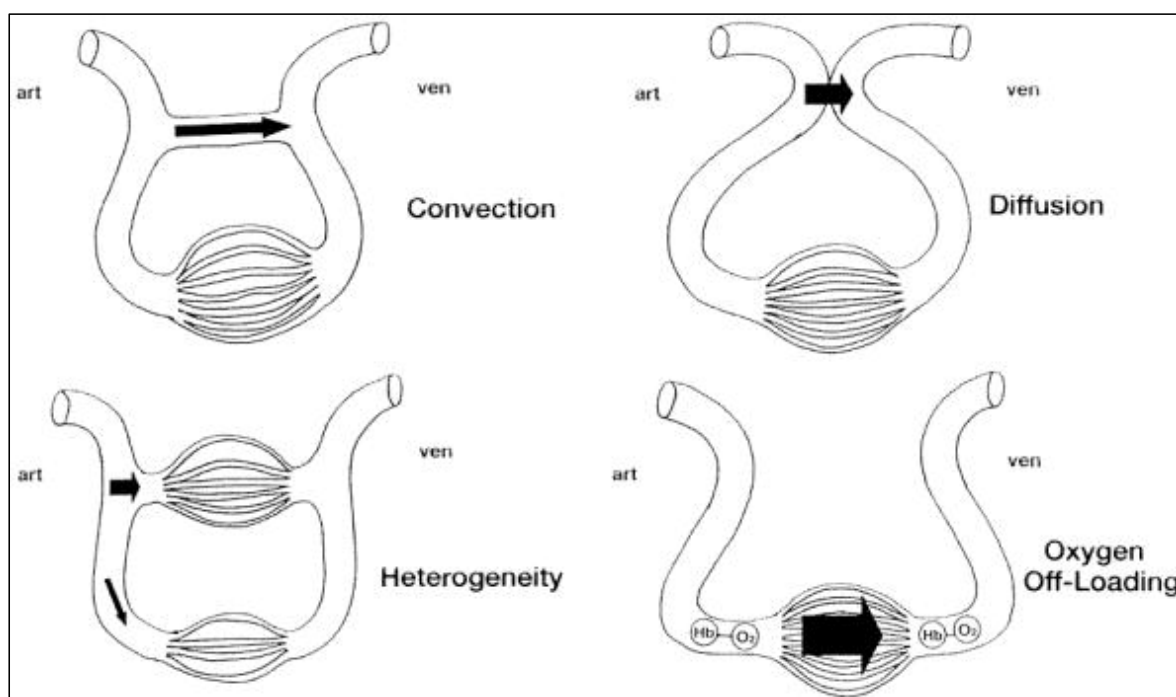 art
ven
Convection
art
ven
Diffusion
art
ven
Heterogeneity
art
ven
Oxygen
Off-Loading
Hb O₂
Hb O₂